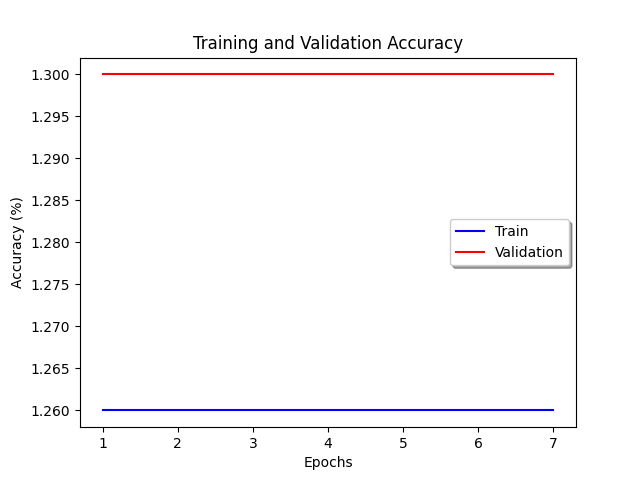 Training and Validation Accuracy
1.300
1.295
1.290
1.285
1.280
1.275
1.270
1.265
1.260
Accuracy (%)
Train
Validation
1 2 3 4 5 6 7
Epochs